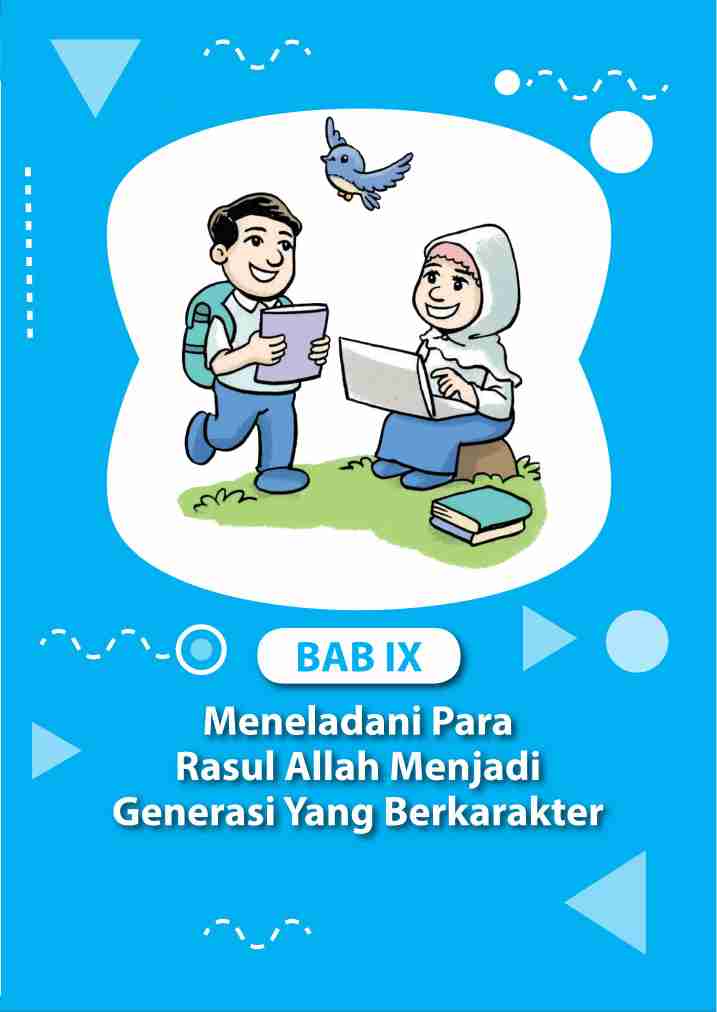 BAB IX
Meneladani Para
Rasul Allah Menjadi
Generasi Yang Berkarakter